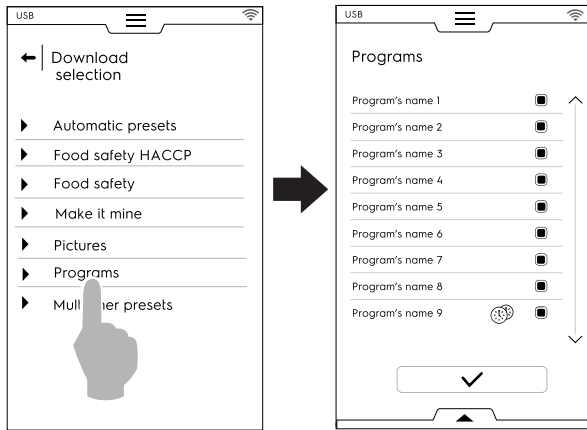 USB
Download
selection
Automatic presets
Food safety HACCP
Food safety
Make it mine
Pictures
Programs
presets
USB
Programs
Program's name 1
Program's name 2
Program's name 3
Program's name 4
Program's name 5
Program's name 6
Program's name 7
Program's name 8
Program's name 9